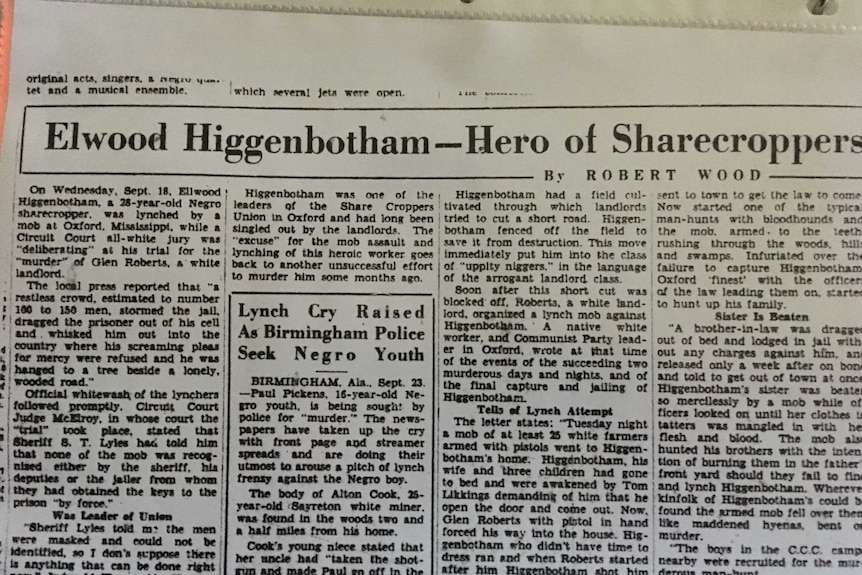 original acts, singers, a Negro
tet and a musical ensemble.
which several jets were open.
Elwood Higgenbotham—Hero of Sharecroppers
By ROBERT WOOD
On Wednesday, Sept. 18, Ellwood
Higgenbotham, a 28-year-old Negro
sharecropper, was lynched by a
mob at Oxford, Mississippi, while a
Circuit Court all-white jury was
"deliberating" at his trial for the
"murder" of Glen Roberts, a white
landlord.
The local press reported that "a
restless crowd, estimated to number
100 to 150 men, stormed the jail,
dragged the prisoner out of his cell
and whisked him out into the
country where his screaming pleas
for mercy were refused and he was
hanged to a tree beside a lonely,
wooded road."
Official whitewash of the lynchers
followed promptly. Circuit Court
Judge McElroy, in whose court the
"trial" took place, stated that
Sheriff S. T. Lyles had told him
that none of the mob was recog-
nised either by the sheriff, his
deputies or the jailer from whom
they had obtained the keys to the
prison "by force."
Was Leader of Union
"Sheriff Lyles told me the men
were masked and could not be
identified, so I don's suppose there
is anything that can be done right
Higgenbotham was one of the
leaders of the Share Croppers
Union in Oxford and had long been
singled out by the landlords. The
"excuse" for the mob assault and
lynching of this heroic worker goes
back to another unsuccessful effort
to murder him some months ago.
Lynch Cry Raised
As Birmingham Police
Seek Negro Youth
BIRMINGHAM, Ala., Sept. 23.
—Paul Pickens, 16-year-old Ne-
gro youth, is being sought by
police for "murder." The news-
papers have taken up the cry
with front page and streamer
spreads and are doing their
utmost to arouse a pitch of lynch
frenzy against the Negro boy.
The body of Alton Cook, 25-
year-old Sayreton white miner,
was found in the woods two and
a half miles from his home.
Cook's young niece stated that
her uncle had "taken the shot-
gun and made Paul go off in the
Higgenbotham had a field cul-
tivated through which landlords
tried to cut a short road. Higgen-
botham fenced off the field to
save it from destruction. This move
immediately put him into the class
of "uppity niggers," in the language
of the arrogant landlord class.
Soon after this short cut was
blocked off, Roberts, a white land-
lord, organized a lynch mob against
Higgenbotham. A native white
worker, and Communist Party lead-
er in Oxford, wrote at that time
of the events of the succeeding two
murderous days and nights, and of
the final capture and jailing of
Higgenbotham.
Tells of Lynch Attempt
The letter states: "Tuesday night
a mob of at least 25 white farmers
armed with pistols went to Higgen-
botham's home. Higgenbotham, his
wife and three children had gone
to bed and were awakened by Tom
Likkings demanding of him that he
open the door and come out. Now,
Glen Roberts with pistol in hand
forced his way into the house. Hig-
genbotham who didn't have time to
dress ran and when Roberts started
after him Higgenbotham shot him
sent to town to get the law to come
Now started one of the typical
man-hunts with bloodhounds and
the mob, armed to the teeth
rushing through the woods, hills
and swamps. Infuriated over the
failure to capture Higgenbotham
Oxford 'finest' with the officers
of the law leading them on, started
to hunt up his family.
Sister Is Beaten
"A brother-in-law was dragged
out of bed and lodged in jail with-
out any charges against him, and
released only a week after on bond
and told to get out of town at once
Higgenbotham's sister was beaten
so mercilessly by a mob while of-
ficers looked on until her clothes in
tatters was mangled in with her
flesh and blood. The mob also
hunted his brothers with the inten-
tion of burning them in the father's
front yard should they fail to find
and lynch Higgenbotham. Wherever
kinfolk of Higgenbotham's could be
found the armed mob fell over them
like maddened hyenas, bent on
murder.
"The boys in the C.C.C. camp
nearby were recruited for the mur-
derous man-hunt